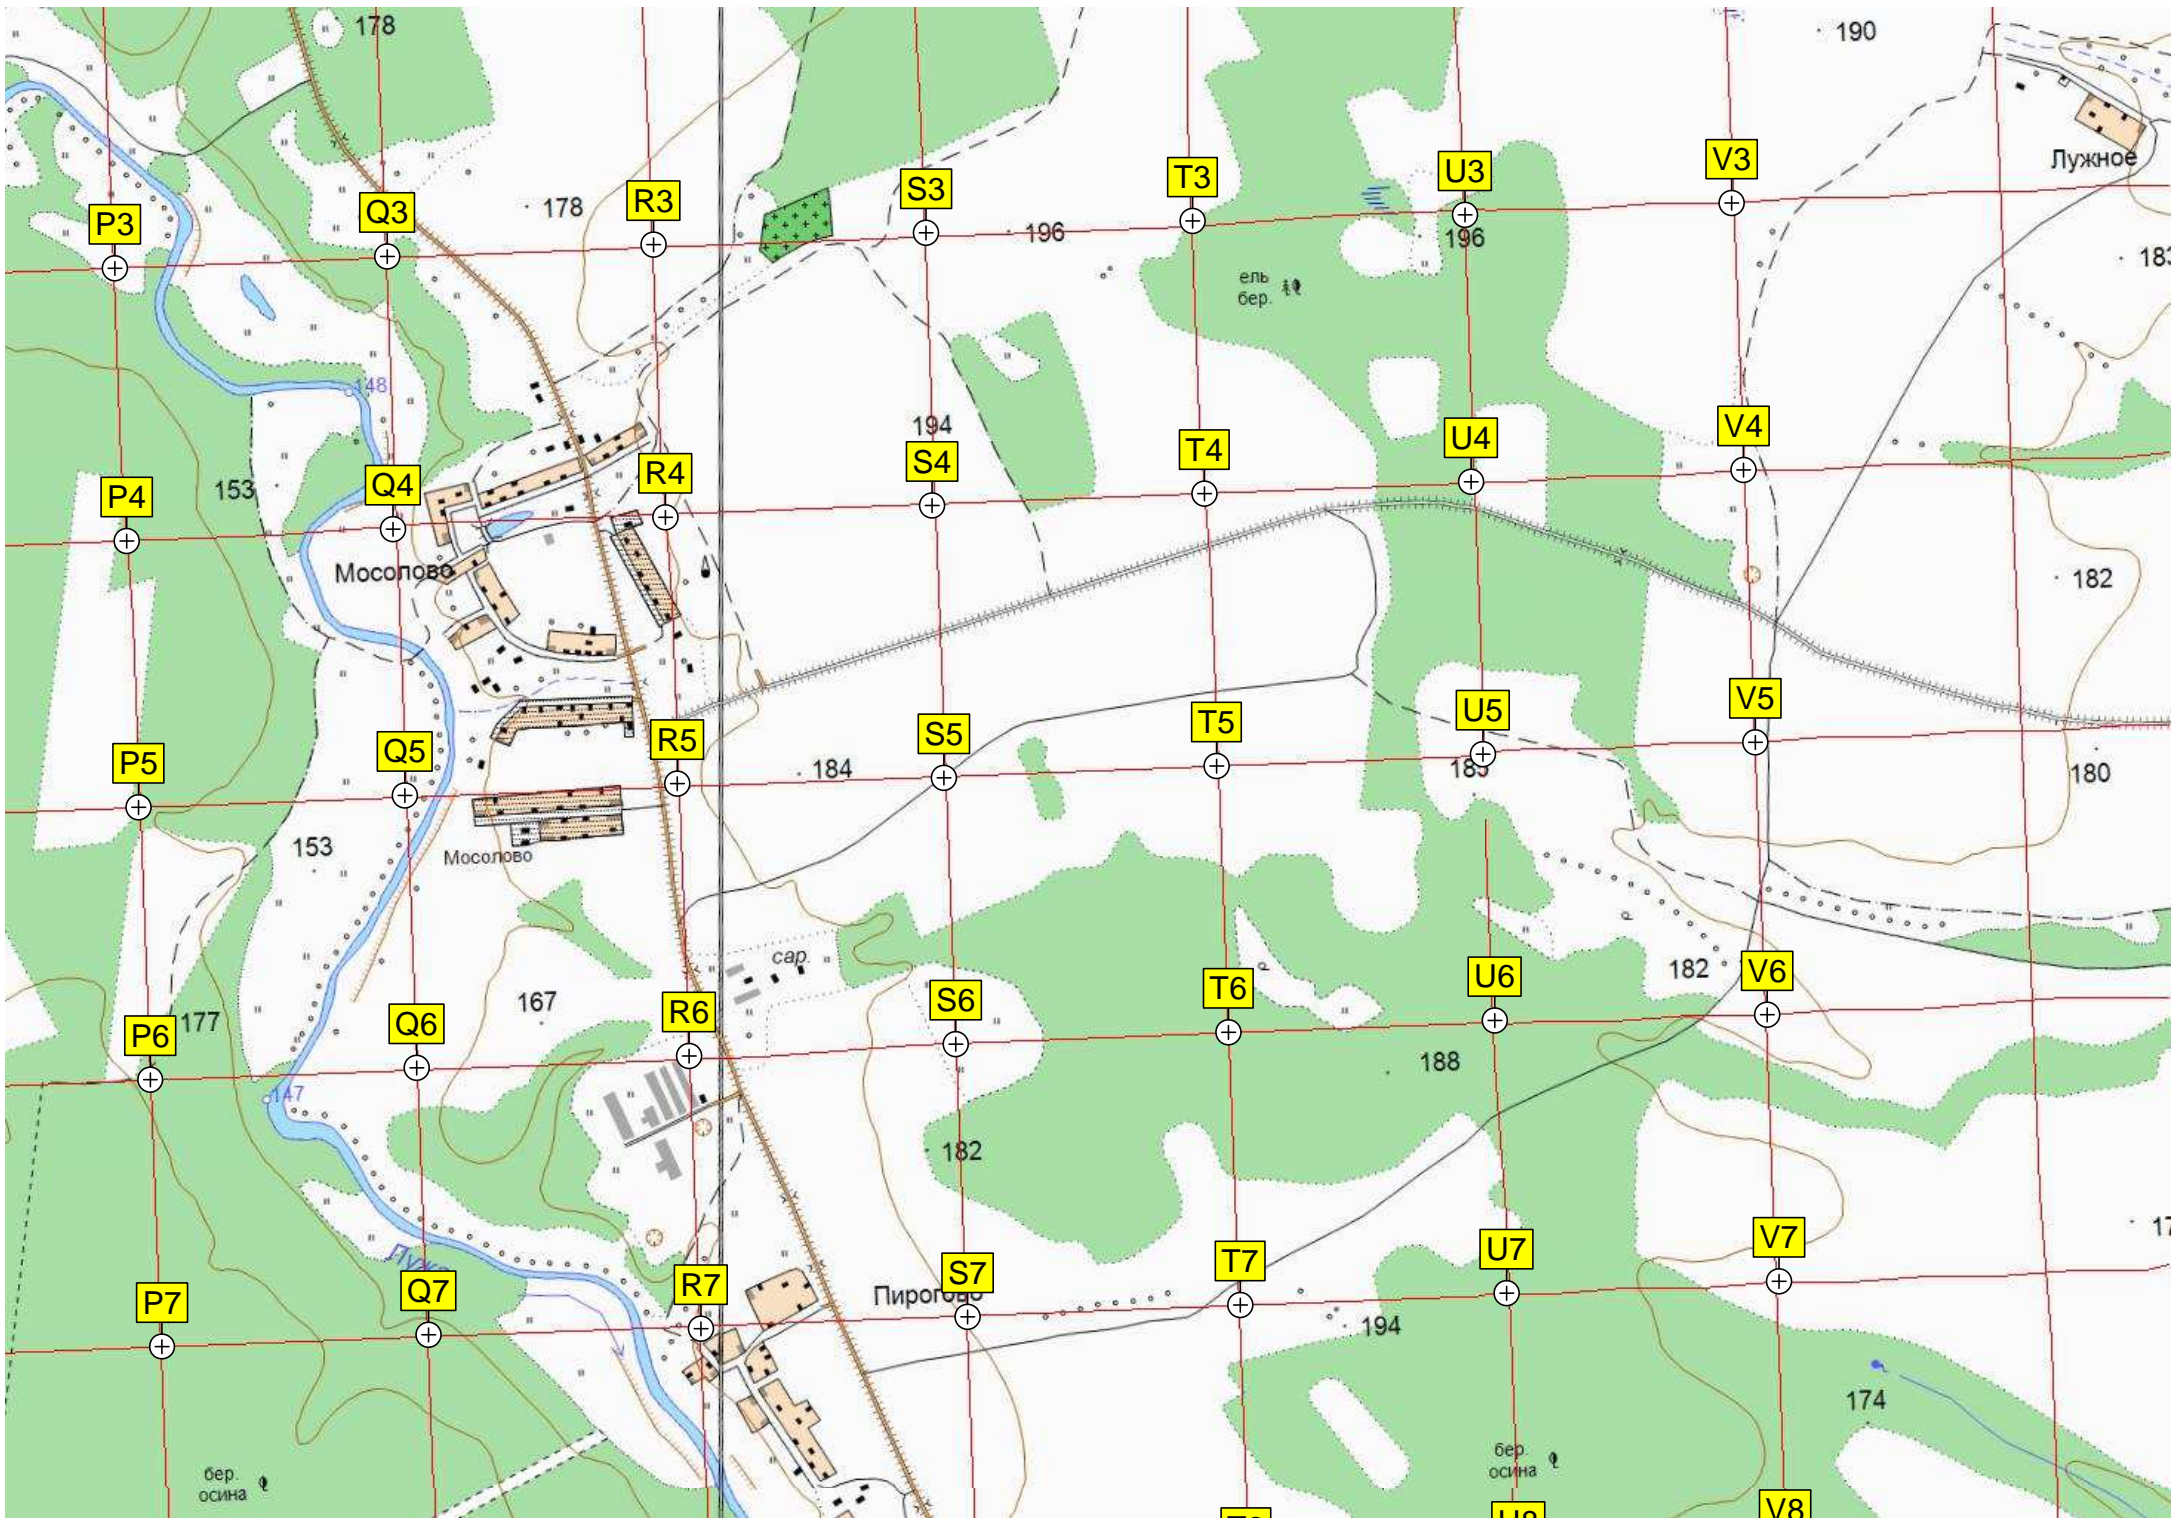 178
190
Лужное
P3
Q3
178
R3
S3
196
T3
U3
196
V3
183
ель
бер.
148
194
153
P4
Q4
R4
S4
T4
U4
V4
Мосолово
182
P5
Q5
R5
184
S5
T5
U5
V5
180
153
Мосолово
сар.
182
167
177
P6
Q6
R6
S6
T6
U6
V6
188
147
182
P7
Q7
R7
Пирогово
S7
T7
U7
V7
194
174
бер.
осина
бер.
осина
U8
V8